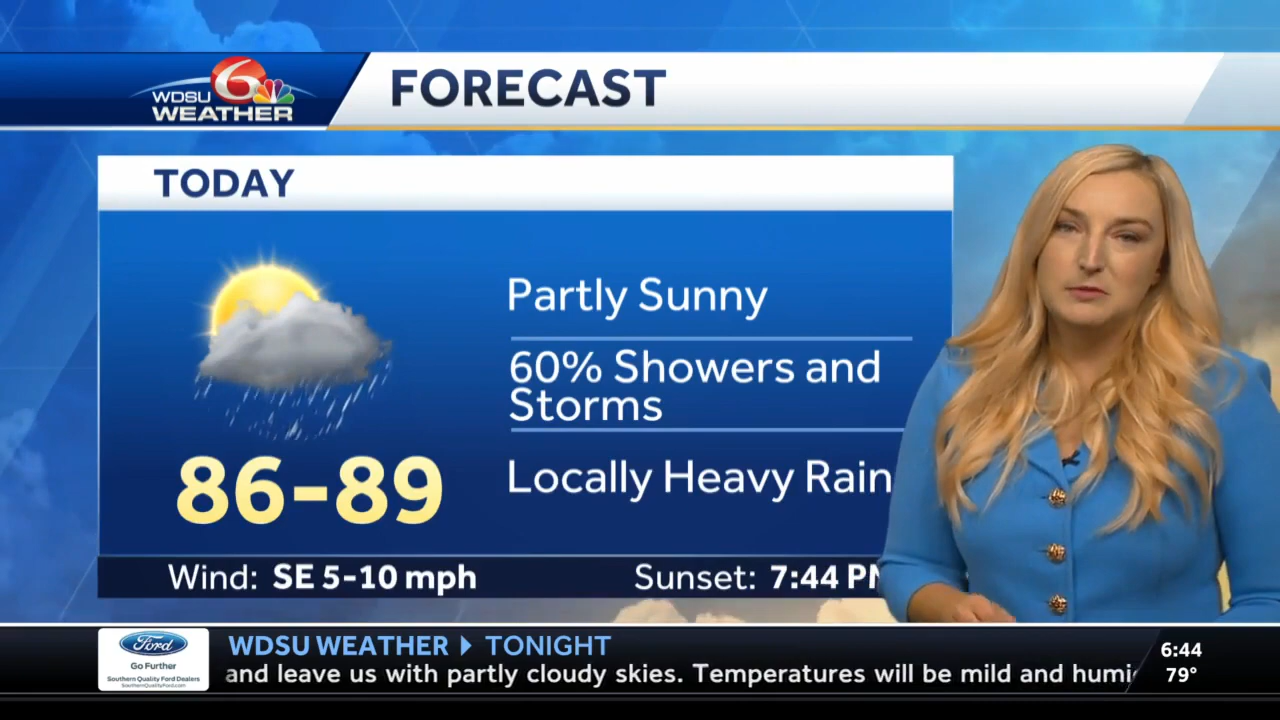 WDSU 6
WEATHER
FORECAST
TODAY
Partly Sunny
60% Showers and
Storms
Locally Heavy Rain
86-89
Wind: SE 5-10 mph
Sunset: 7:44 P
Ford
Go Further
Southern Quality Ford Dealers
SouthernQualityFord.com
WDSU WEATHER TONIGHT
and leave us with partly cloudy skies. Temperatures will be mild and humi
6:44
79°